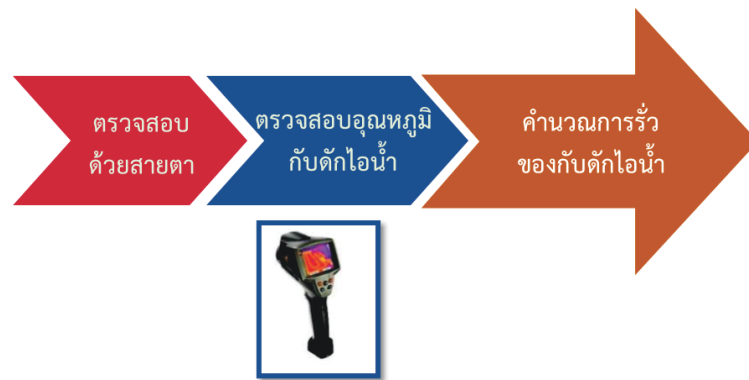 ตรวจสอบ
ด้วยสายตา
ตรวจสอบอุณหภูมิ
กับดักไอน้ำ
คำนวณการรั่ว
ของกับดักไอน้ำ